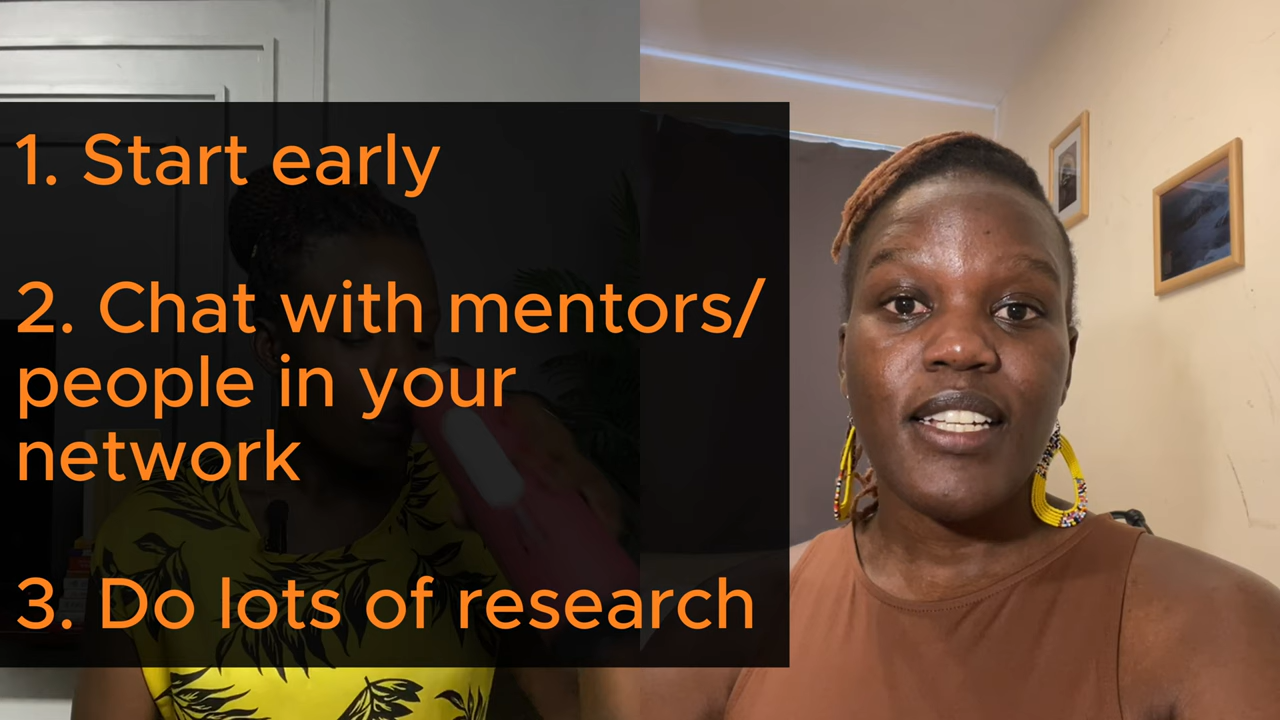 1. Start early
2. Chat with mentors/
people in your
network
3. Do lots of research